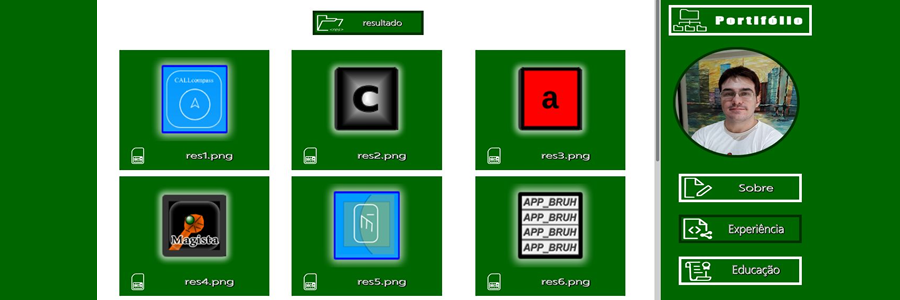 resultado
Portifólio
CALLcompass
C
a
res1.png
res2.png
res3.png
Sobre
Magista
APP_BRUH
APP_BRUH
APP_BRUH
APP_BRUH
Experiência
res4.png
res5.png
res6.png
Educação